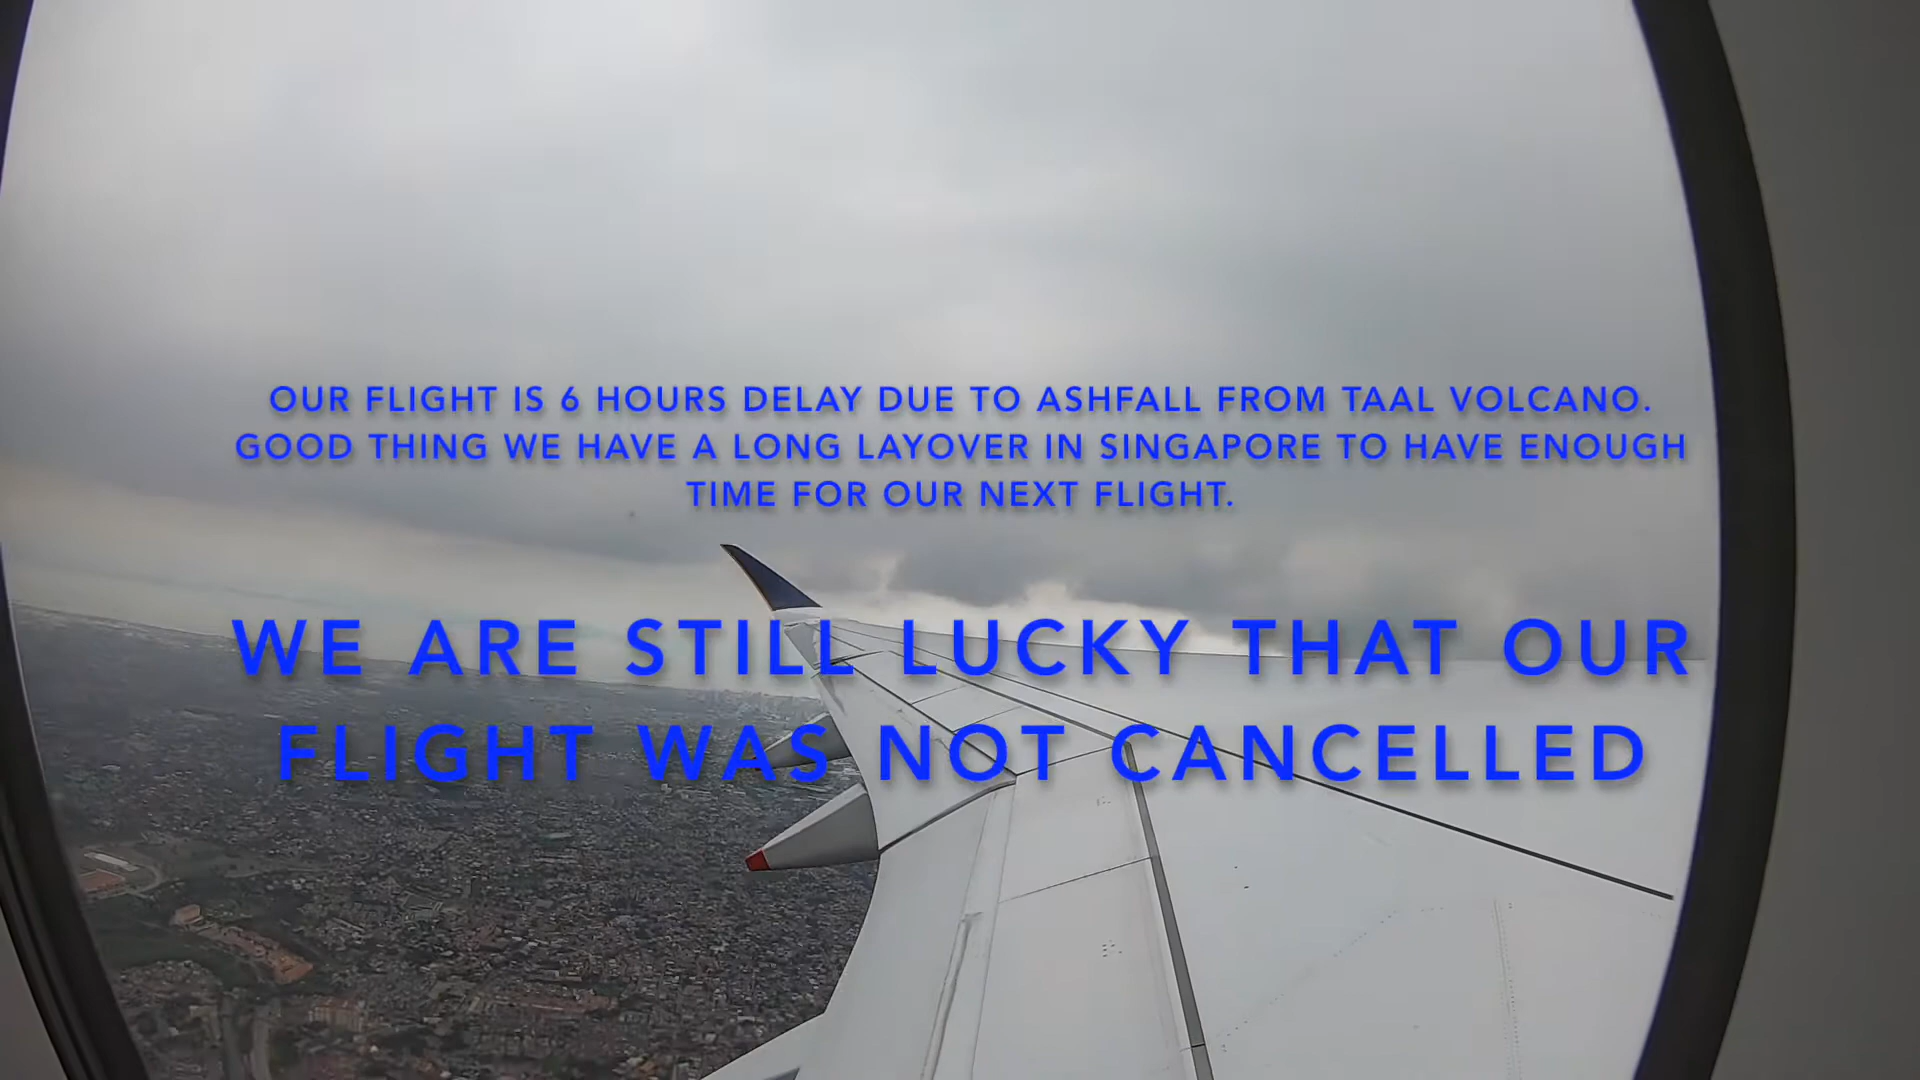 OUR FLIGHT IS 6 HOURS DELAY DUE TO ASHFALL FROM TAAL VOLCANO.
GOOD THING WE HAVE A LONG LAYOVER IN SINGAPORE TO HAVE ENOUGH
TIME FOR OUR NEXT FLIGHT.
WE ARE STILL LUCKY THAT OUR
FLIGHT WAS NOT CANCELLED